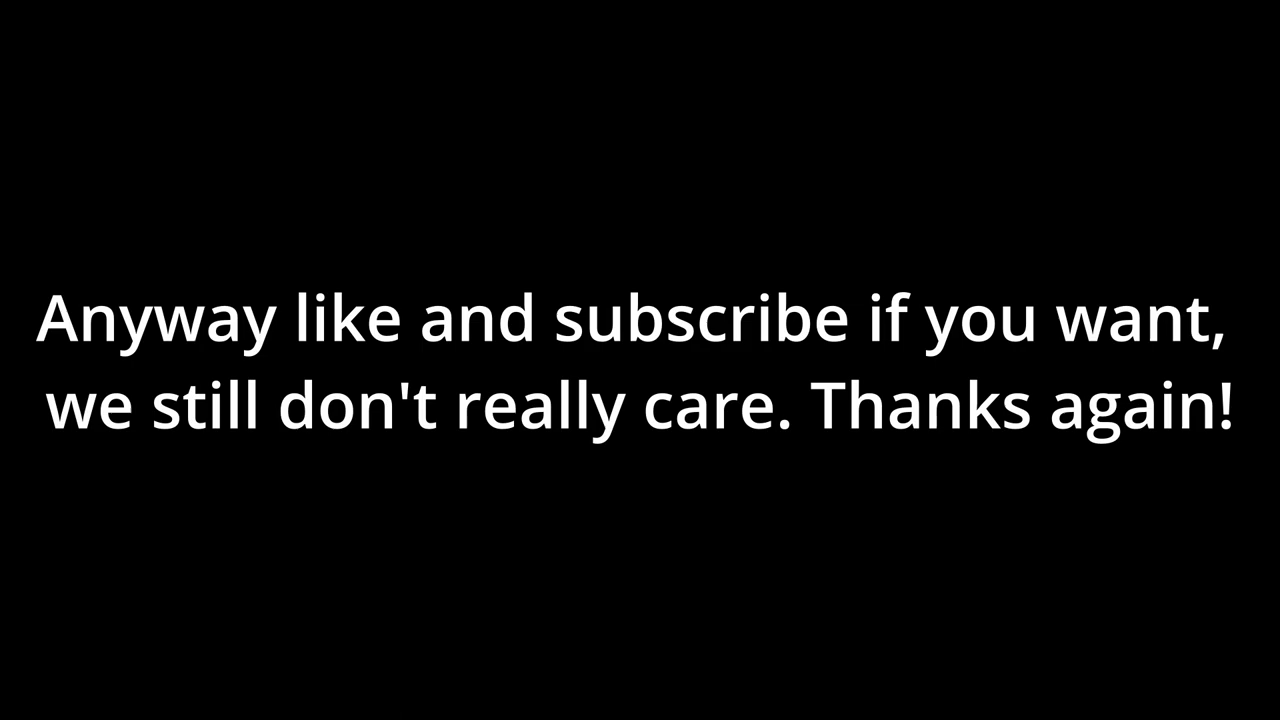 Anyway like and subscribe if you want,
we still don't really care. Thanks again!